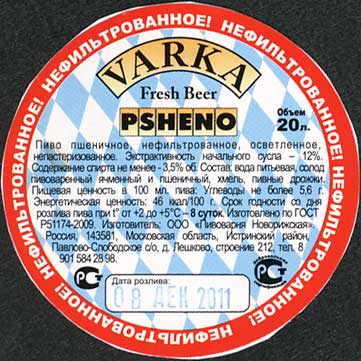 НЕФИЛЬТРОВАННОЕ! НЕФИЛЬТРОВАННОЕ! НЕФИЛЬТРОВАННОЕ! НЕФИЛЬТРОВАННОЕ!
VARKA
Fresh Beer
PSHENO
Объем
20 л.
Пиво пшеничное, нефильтрованное, осветленное,
непастеризованное. Экстрактивность начального сусла – 12%.
Содержание спирта не менее - 3,5% об. Состав: вода питьевая, солод
пивоваренный ячменный и пшеничный, хмель, пивные дрожжи.
Пищевая ценность в 100 мл. пива: Углеводы не более 5,6 г.
Энергетическая ценность: 46 ккал/100 г. Срок годности со дня
розлива пива при t° от +2 до +5°С – 8 суток. Изготовлено по ГОСТ
Р51174-2009. Изготовитель: ООО «Пивоварня Новорижская».
Россия, 143581, Московская область, Истринский район,
Павлово-Слободское с/о, д. Лешково, строение 212, тел. 8
901 584 28 98.
Дата розлива:
08 ДЕК 2011